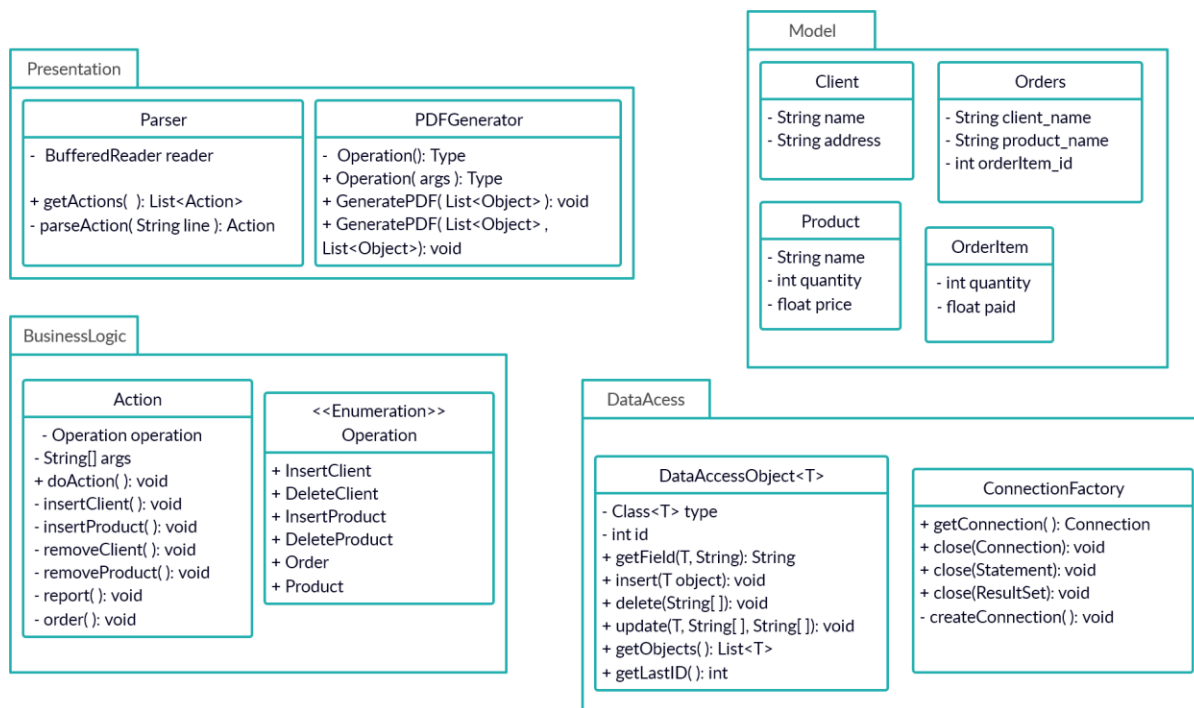 Presentation
Parser
- BufferedReader reader
+ getActions( ): List<Action>
- parseAction( String line ): Action
PDFGenerator
- Operation(): Type
+ Operation( args ): Type
+ GeneratePDF( List<Object> ): void
+ GeneratePDF( List<Object> ,
List<Object>): void
Model
Client
- String name
- String address
Orders
- String client_name
- String product_name
- int orderItem_id
Product
- String name
- int quantity
- float price
OrderItem
- int quantity
- float paid
BusinessLogic
Action
- Operation operation
- String[] args
+ doAction( ): void
- insertClient( ): void
- insertProduct( ): void
- removeClient( ): void
- removeProduct( ): void
- report( ): void
- order( ): void
<<Enumeration>>
Operation
+ InsertClient
+ DeleteClient
+ InsertProduct
+ DeleteProduct
+ Order
+ Product
DataAcess
DataAccessObject<T>
- Class<T> type
- int id
+ getField(T, String): String
+ insert(T object): void
+ delete(String[ ]): void
+ update(T, String[ ], String[ ]): void
+ getObjects( ): List<T>
+ getLastID( ): int
ConnectionFactory
+ getConnection( ): Connection
+ close(Connection): void
+ close(Statement): void
+ close(ResultSet): void
- createConnection( ): void